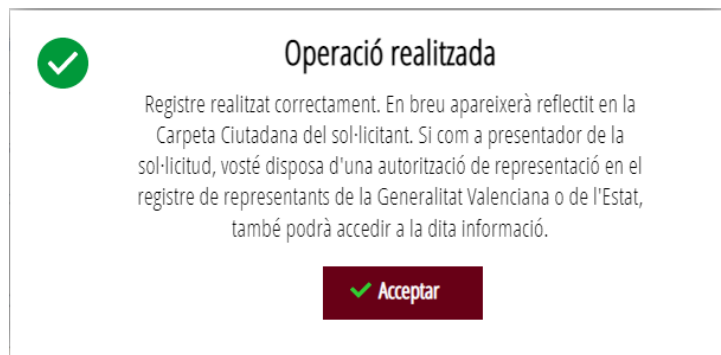 Operació realitzada
Registre realitzat correctament. En breu apareixerà reflectit en la
Carpeta Ciutadana del sol·licitant. Si com a presentador de la
sol·licitud, vosté disposa d'una autorització de representació en el
registre de representants de la Generalitat Valenciana o de l'Estat,
també podrà accedir a la dita informació.
Acceptar